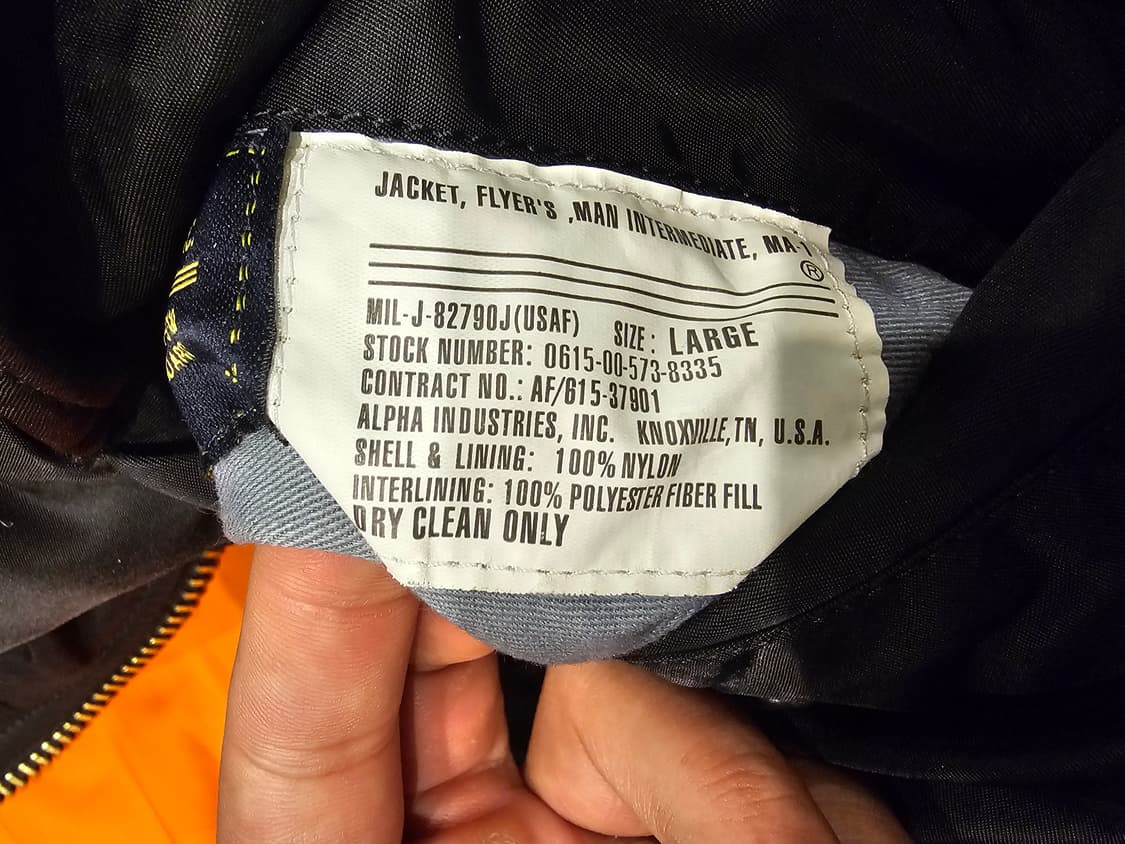 JACKET, FLYER'S ,MAN INTERMEDIATE, MA-1
®
MIL-J-82790J(USAF) SIZE: LARGE
STOCK NUMBER: 0615-00-573-8335
CONTRACT NO.: AF/615-37901
ALPHA INDUSTRIES, INC. KNOXVILLE,TN, U.S.A.
SHELL & LINING: 100% NYLON
INTERLINING: 100% POLYESTER FIBER FILL
DRY CLEAN ONLY